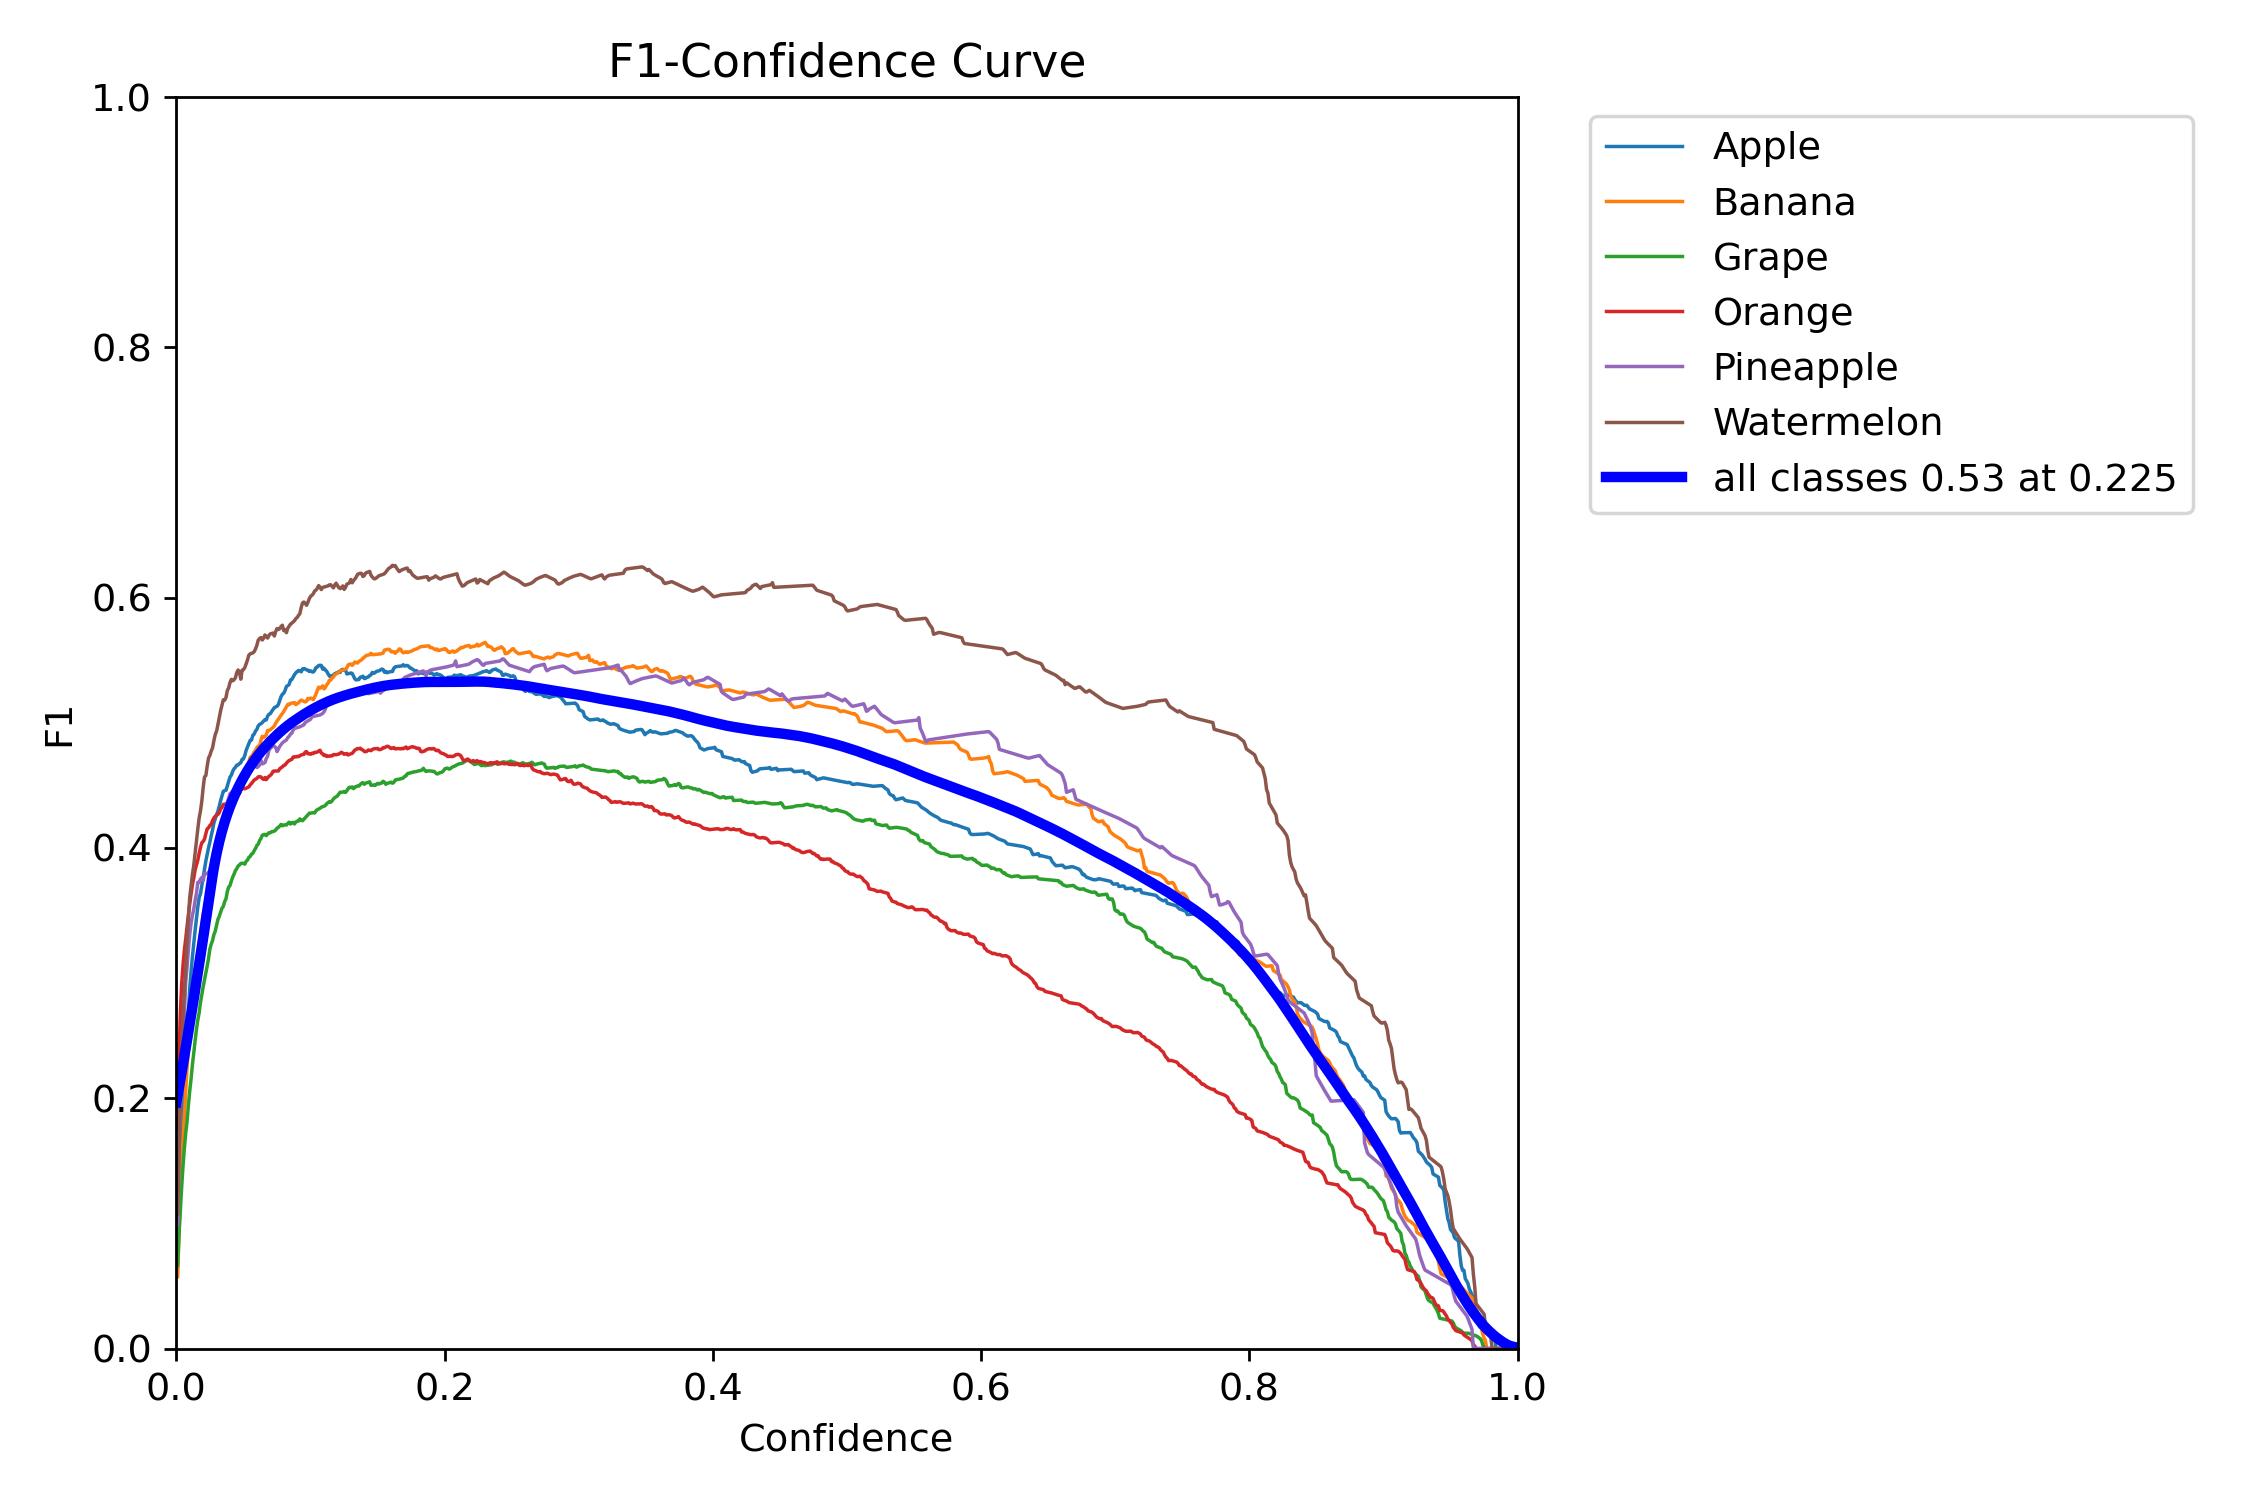 F1-Confidence Curve
1.0
0.8
0.6
0.4
0.2
0.0
F1
0.0 0.2 0.4 0.6 0.8 1.0
Confidence
Apple
Banana
Grape
Orange
Pineapple
Watermelon
all classes 0.53 at 0.225